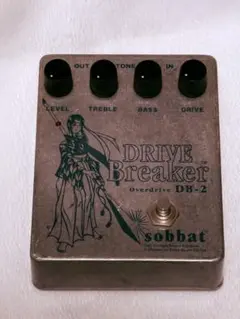 OUT TONE IN
LEVEL TREBLE BASS DRIVE
DRIVE
Breaker
Overdrive DB-2
sobbat